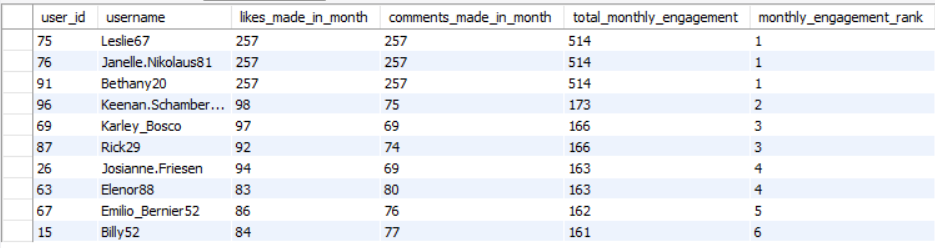 user_id username likes_made_in_month comments_made_in_month total_monthly_engagement monthly_engagement_rank
75 Leslie67 257 257 514 1
76 Janelle.Nikolaus81 257 257 514 1
91 Bethany20 257 257 514 1
96 Keenan.Schamber... 98 75 173 2
69 Karley_Bosco 97 69 166 3
87 Rick29 92 74 166 3
26 Josianne.Friesen 94 69 163 4
63 Elenor88 83 80 163 4
67 Emilio_Bernier52 86 76 162 5
15 Billy52 84 77 161 6